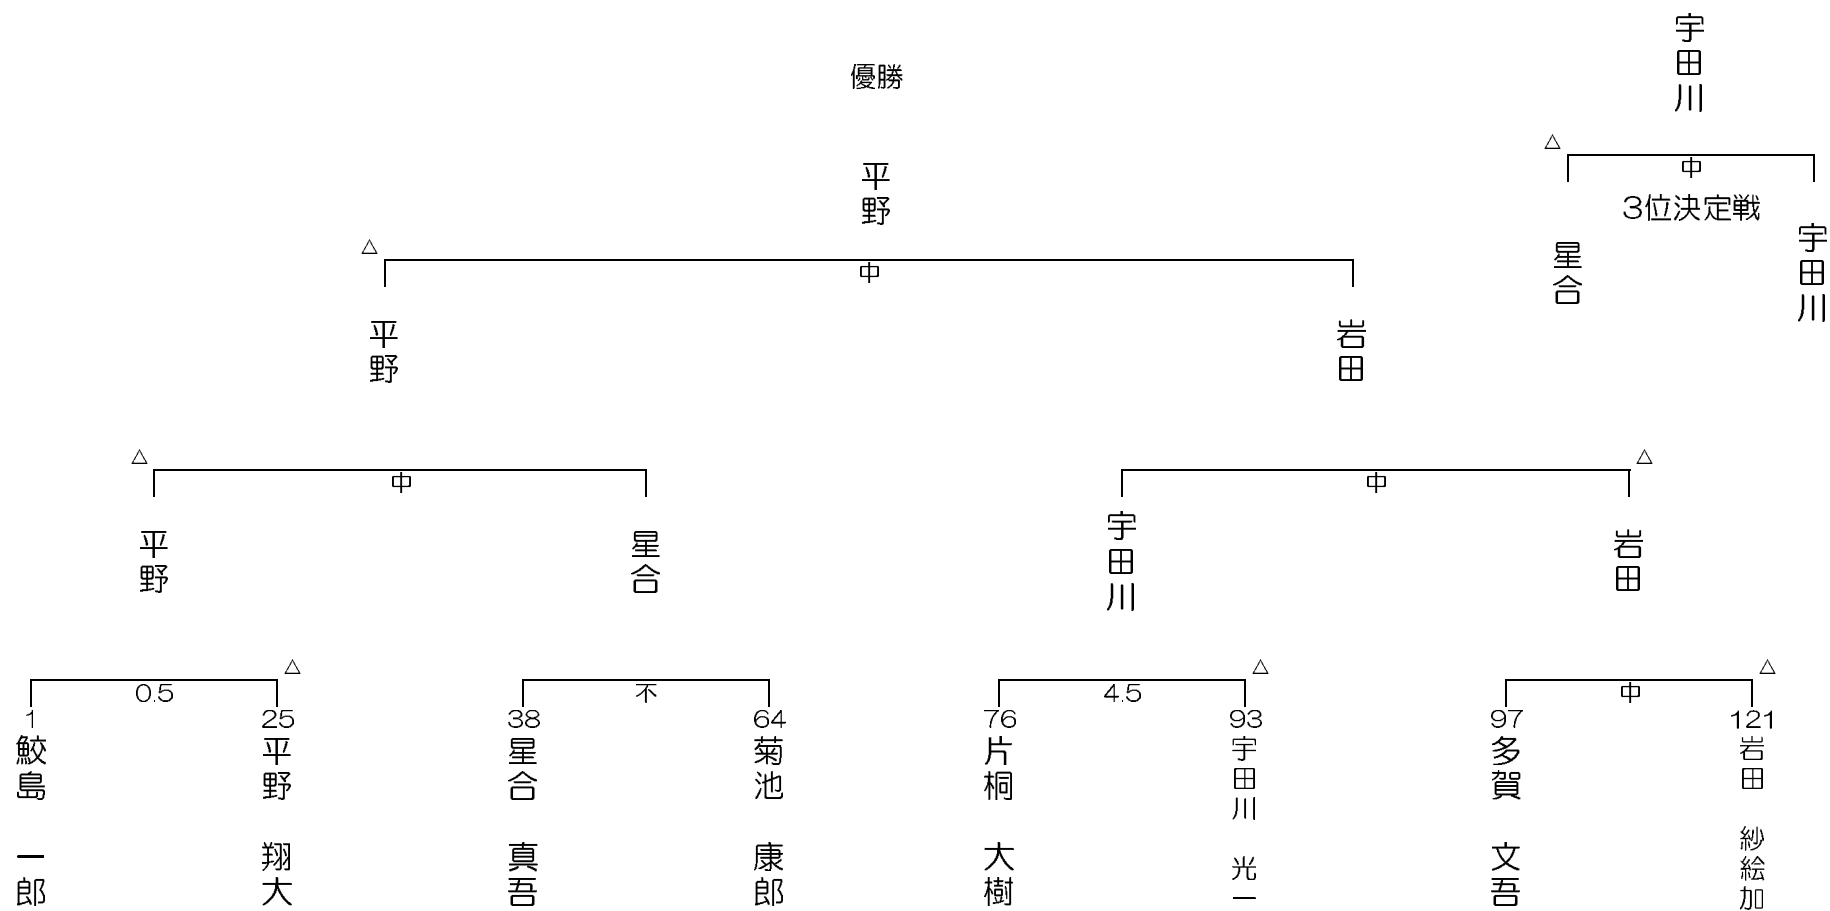 優勝
平野
△
中
平野
岩田
宇田川
△
中
3位決定戦
星合
宇田川
△
中
平野
星合
中
△
宇田川
岩田
0.5
△
不
4.5
△
中
△
1
25
38
64
76
93
97
121
鮫島 一郎
平野 翔大
星合 真吾
菊池 康郎
片桐 大樹
宇田川 光一
多賀 文吾
岩田 紗絵加